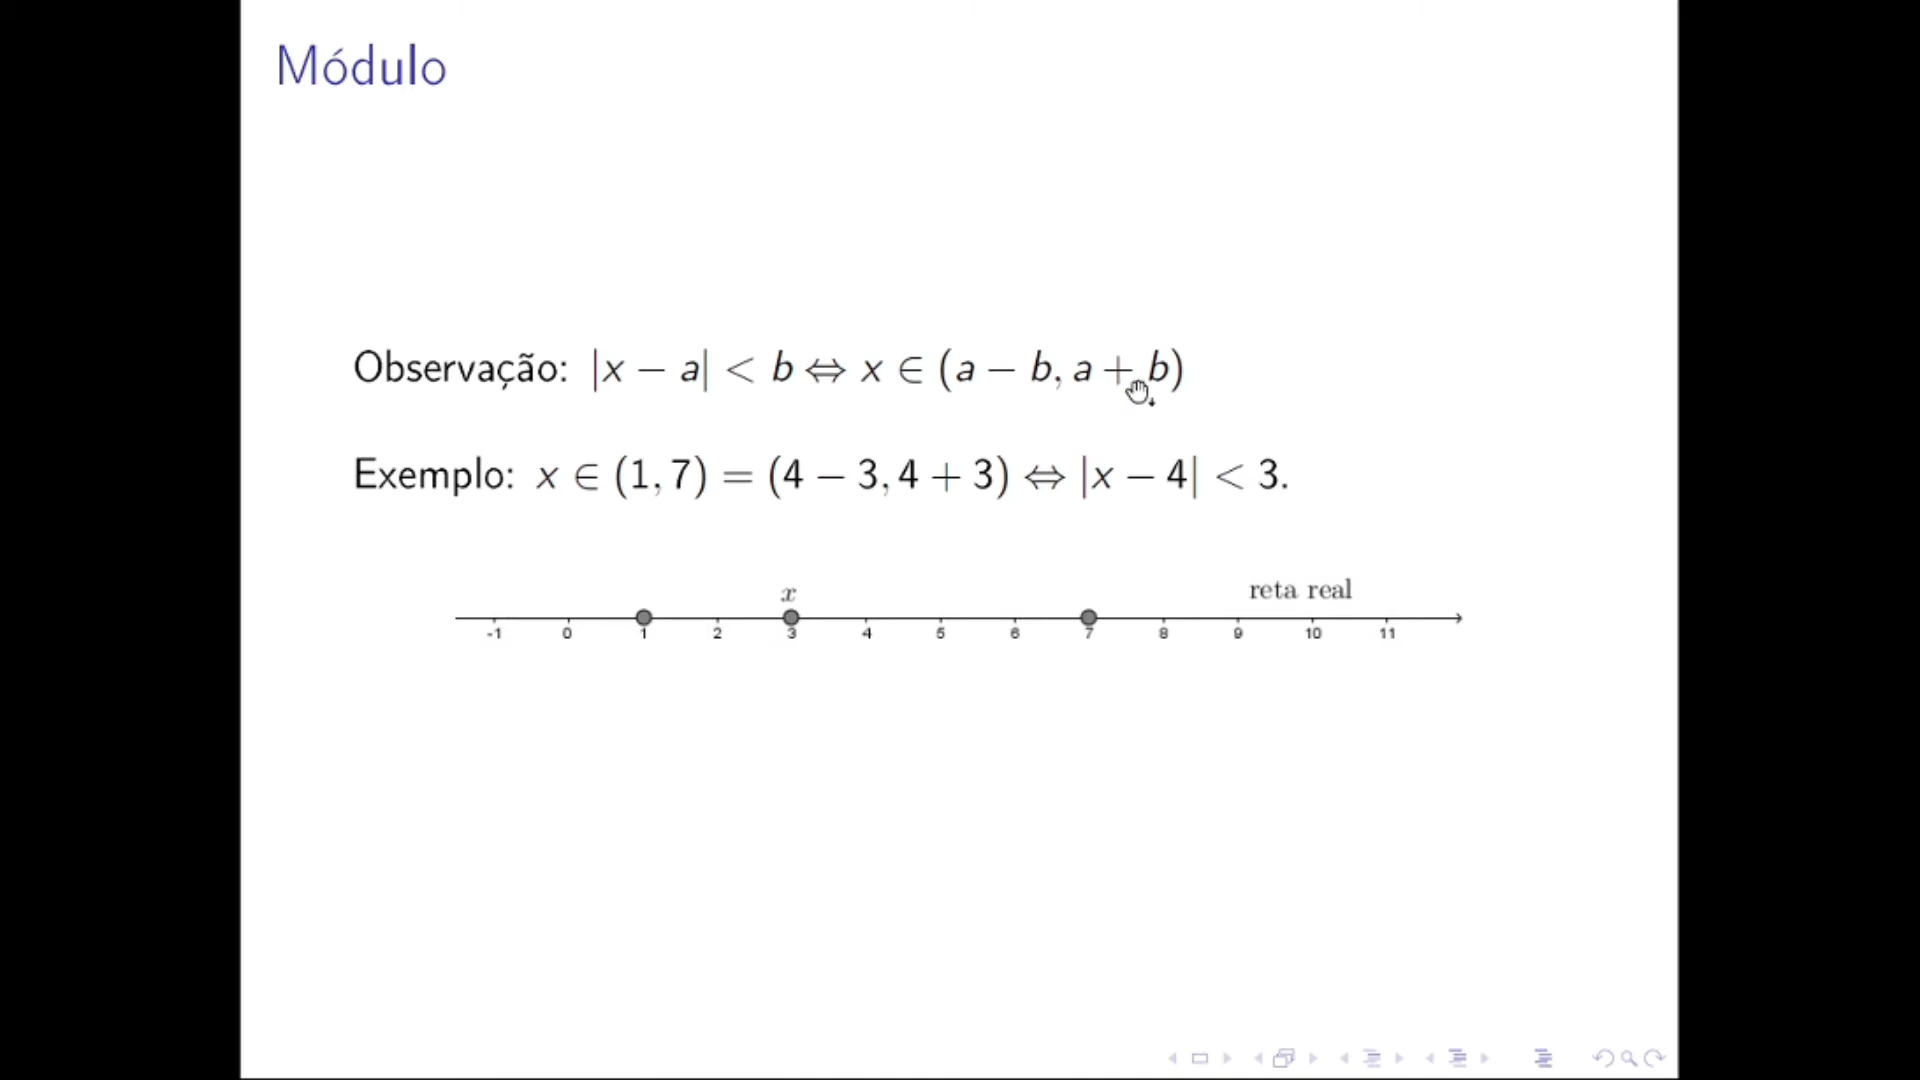 Módulo
Observação: |x − a| < b ⇔ x ∈ (a − b, a + b)
Exemplo: x ∈ (1, 7) = (4 − 3, 4 + 3) ⇔ |x − 4| < 3.
x reta real
-1 0 1 2 3 4 5 6 7 8 9 10 11